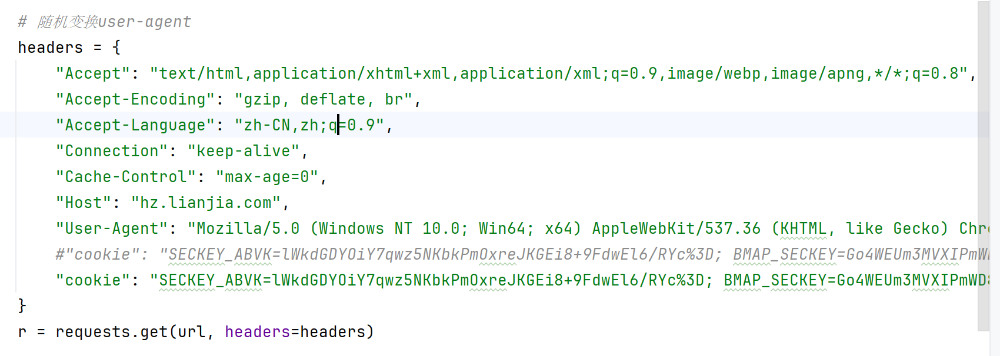 # 随机变换user-agent
headers = {
"Accept": "text/html,application/xhtml+xml,application/xml;q=0.9,image/webp,image/apng,*/*;q=0.8",
"Accept-Encoding": "gzip, deflate, br",
"Accept-Language": "zh-CN,zh;q=0.9",
"Connection": "keep-alive",
"Cache-Control": "max-age=0",
"Host": "hz.lianjia.com",
"User-Agent": "Mozilla/5.0 (Windows NT 10.0; Win64; x64) AppleWebKit/537.36 (KHTML, like Gecko) Chr
#"cookie": "SECKEY_ABVK=lWkdGDYOiY7qwz5NKbkPmOxreJKGEi8+9FdwEl6/RYc%3D; BMAP_SECKEY=Go4WEUm3MVXIPmW
"cookie": "SECKEY_ABVK=lWkdGDYOiY7qwz5NKbkPmOxreJKGEi8+9FdwEl6/RYc%3D; BMAP_SECKEY=Go4WEUm3MVXIPmWD
}
r = requests.get(url, headers=headers)